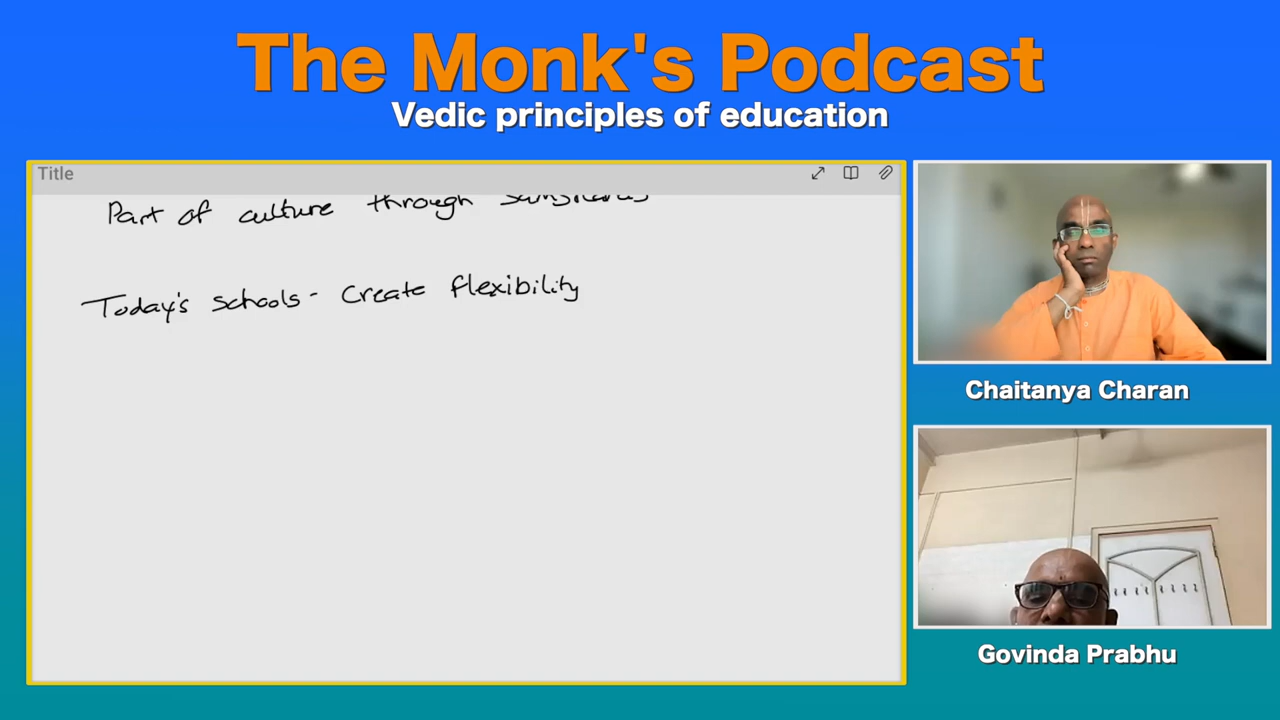 The Monk's Podcast
Vedic principles of education
Title
Part of culture through
Today's schools - Create flexibility
Chaitanya Charan
Govinda Prabhu